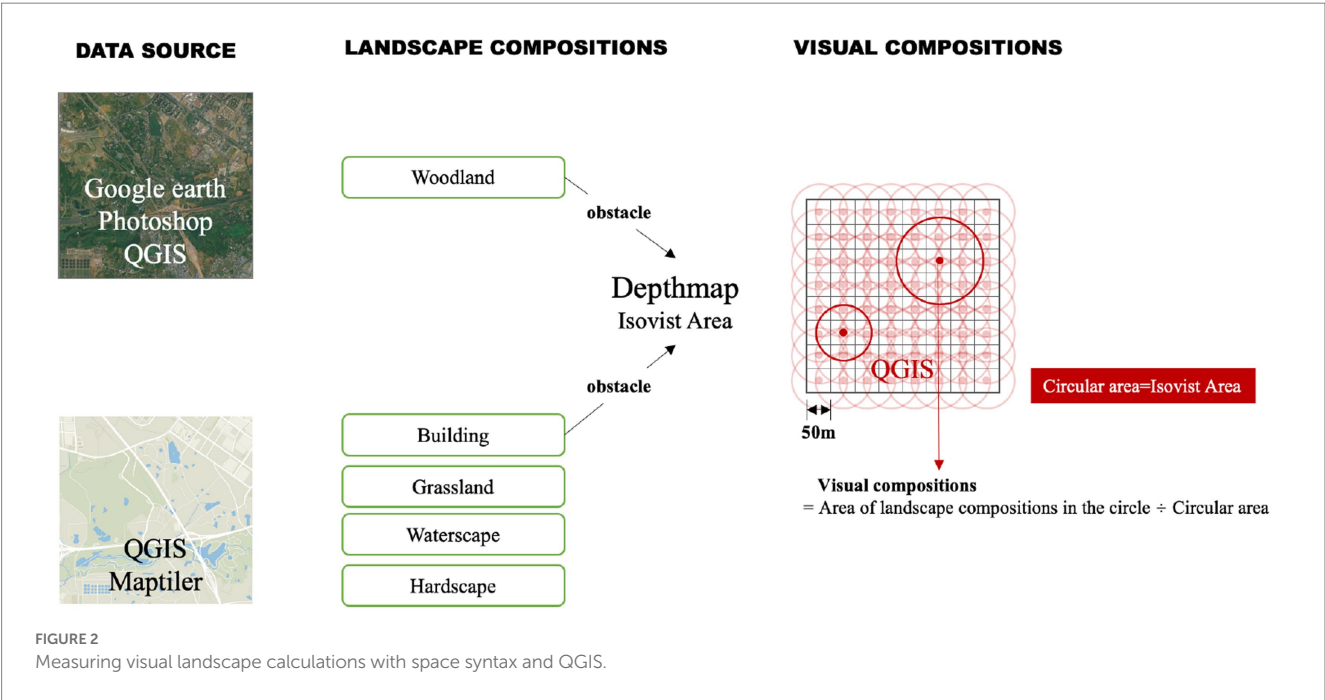 DATA SOURCE
LANDSCAPE COMPOSITIONS
VISUAL COMPOSITIONS
Google earth
Photoshop
QGIS
Woodland
obstacle
Depthmap
Isovist Area
obstacle
QGIS
Maptiler
Building
Grassland
Waterscape
Hardscape
QGIS
50m
Circular area=Isovist Area
Visual compositions
= Area of landscape compositions in the circle ÷ Circular area
FIGURE 2
Measuring visual landscape calculations with space syntax and QGIS.